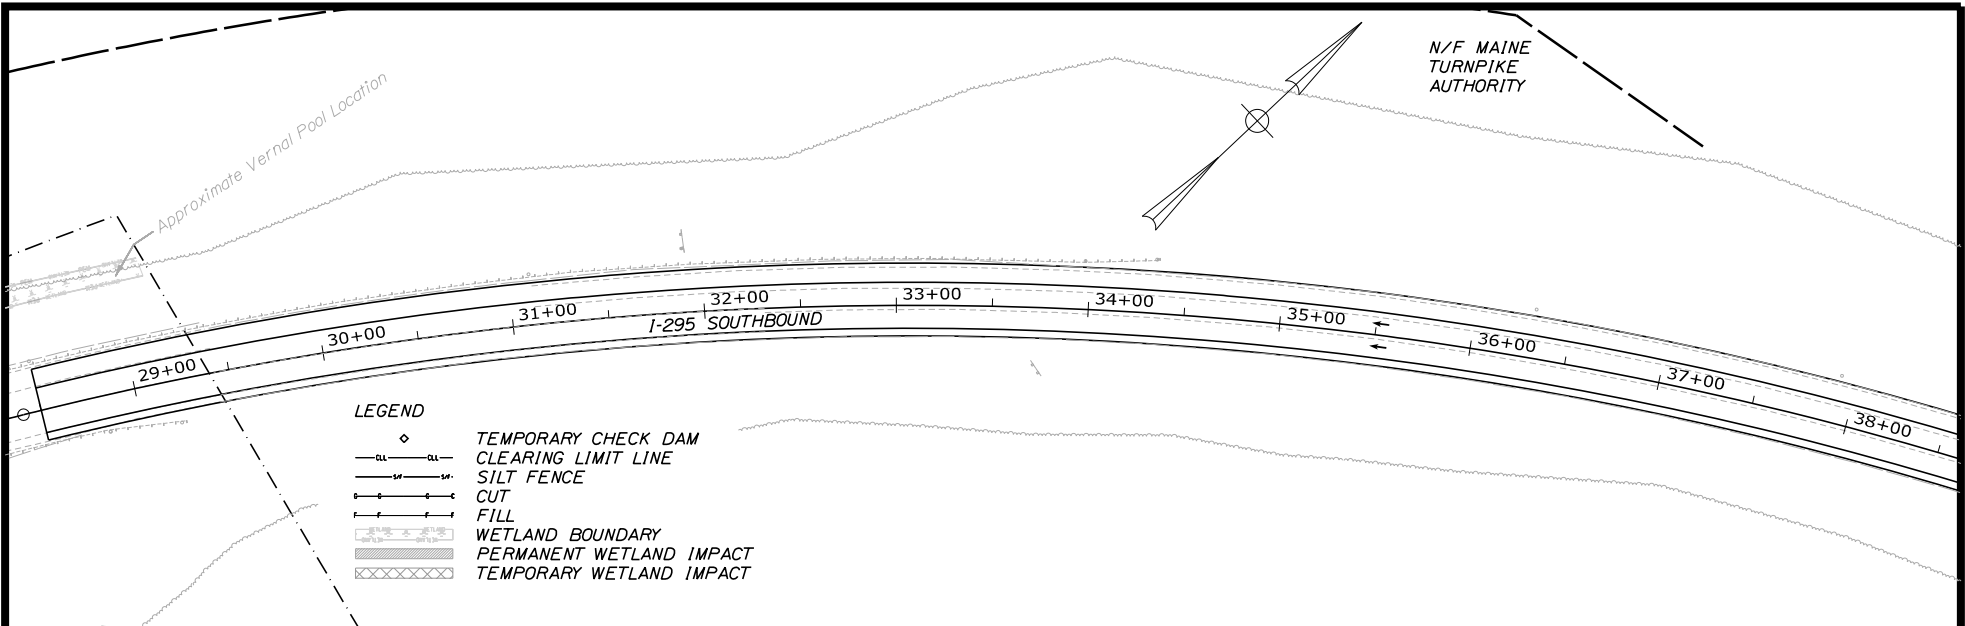 N/F MAINE
TURNPIKE
AUTHORITY
Approximate Vernal Pool Location
29+00
30+00
31+00
32+00
33+00
34+00
35+00
36+00
37+00
38+00
I-295 SOUTHBOUND
LEGEND
TEMPORARY CHECK DAM
CLL CLL CLEARING LIMIT LINE
S/F S/F SILT FENCE
C C C C CUT
F F F F FILL
WETLAND BOUNDARY
PERMANENT WETLAND IMPACT
TEMPORARY WETLAND IMPACT